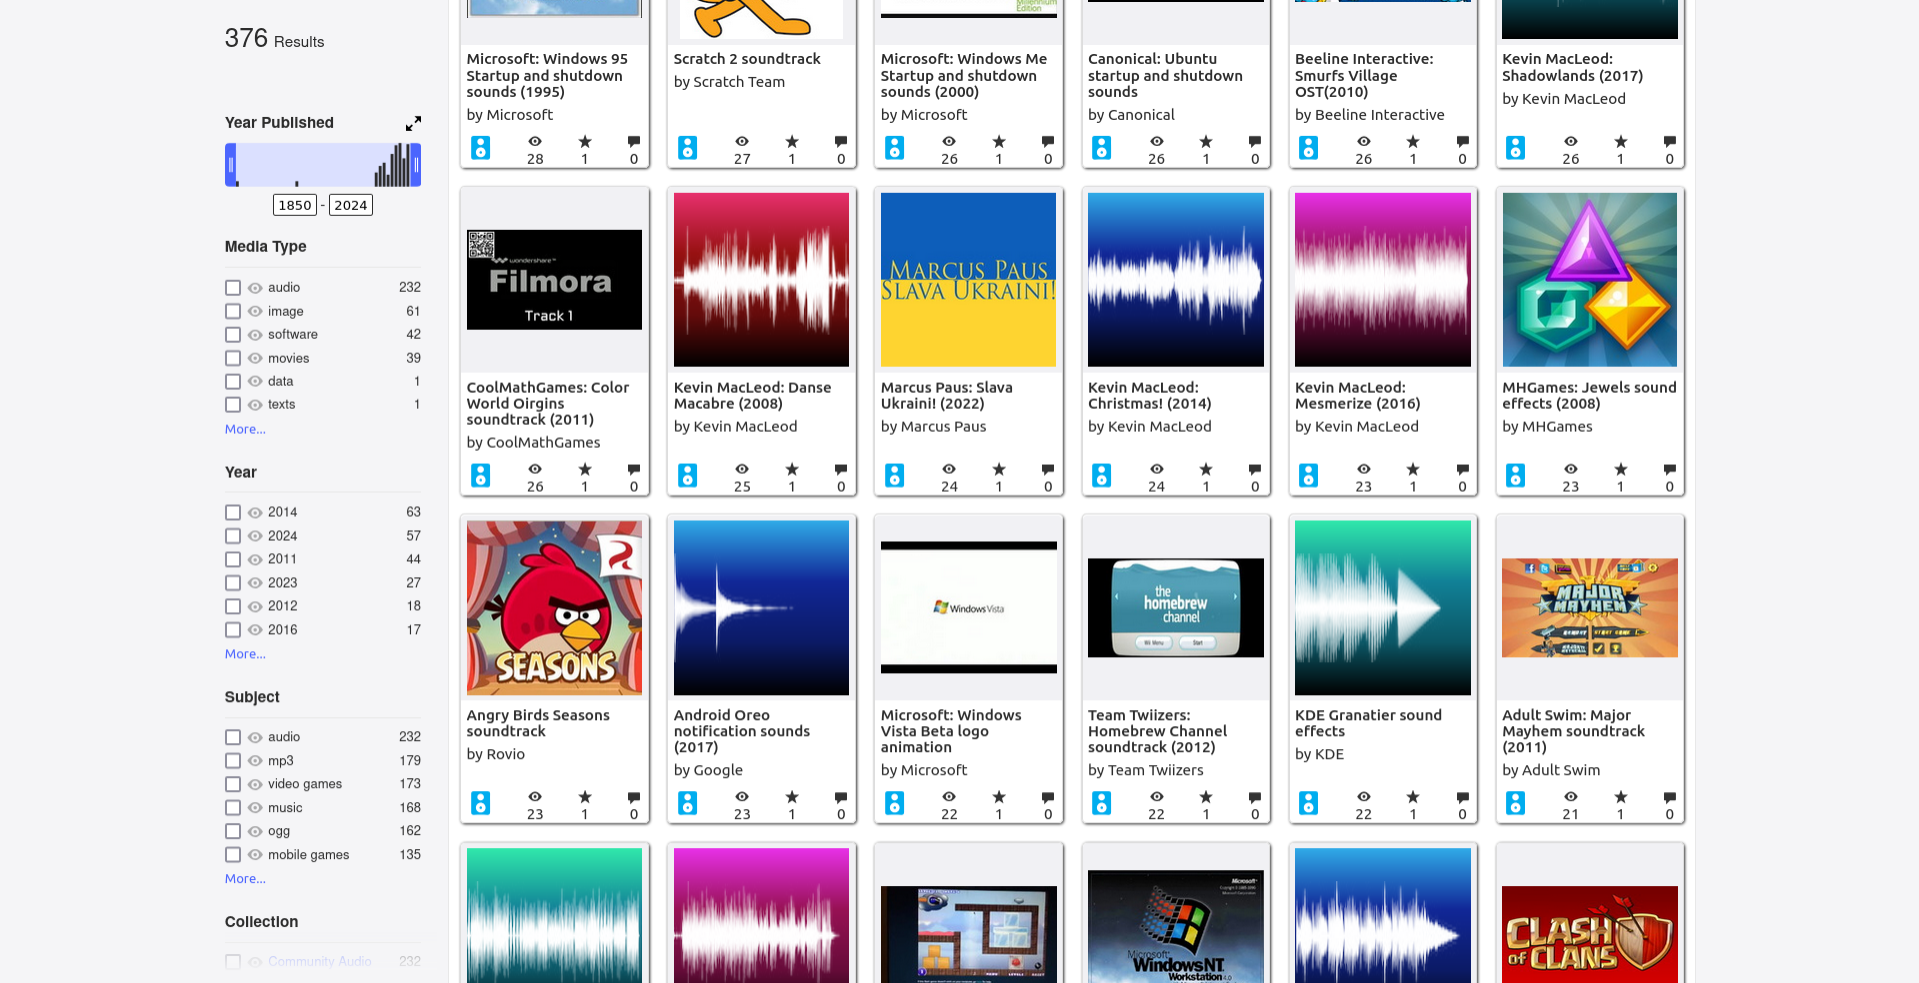 376 Results
Year Published
1850 - 2024
Media Type
audio 232
image 61
software 42
movies 39
data 1
texts 1
More...
Year
2014 63
2024 57
2011 44
2023 27
2012 18
2016 17
More...
Subject
audio 232
mp3 179
video games 173
music 168
ogg 162
mobile games 135
More...
Collection
Community Audio 232
Microsoft: Windows 95
Startup and shutdown
sounds (1995)
by Microsoft
28 1 0
Scratch 2 soundtrack
by Scratch Team
27 1 0
Millennium
Edition
Microsoft: Windows Me
Startup and shutdown
sounds (2000)
by Microsoft
26 1 0
Canonical: Ubuntu
startup and shutdown
sounds
by Canonical
26 1 0
Beeline Interactive:
Smurfs Village
OST(2010)
by Beeline Interactive
26 1 0
Kevin MacLeod:
Shadowlands (2017)
by Kevin MacLeod
26 1 0
wondershare™
Filmora
Track 1
CoolMathGames: Color
World Oirgins
soundtrack (2011)
by CoolMathGames
26 1 0
Kevin MacLeod: Danse
Macabre (2008)
by Kevin MacLeod
25 1 0
MARCUS PAUS
SLAVA UKRAINI!
Marcus Paus: Slava
Ukraini! (2022)
by Marcus Paus
24 1 0
Kevin MacLeod:
Christmas! (2014)
by Kevin MacLeod
24 1 0
Kevin MacLeod:
Mesmerize (2016)
by Kevin MacLeod
23 1 0
MHGames: Jewels sound
effects (2008)
by MHGames
23 1 0
SEASONS
Angry Birds Seasons
soundtrack
by Rovio
23 1 0
Android Oreo
notification sounds
(2017)
by Google
23 1 0
Windows Vista
Microsoft: Windows
Vista Beta logo
animation
by Microsoft
22 1 0
the
homebrew
channel
Wii Menu Start
Team Twiizers:
Homebrew Channel
soundtrack (2012)
by Team Twiizers
22 1 0
KDE Granatier sound
effects
by KDE
22 1 0
MAJOR
MAYHEM
Adult Swim: Major
Mayhem soundtrack
(2011)
by Adult Swim
21 1 0
Microsoft
Microsoft
Windows NT
Workstation 4.0
CLASH
OF CLANS